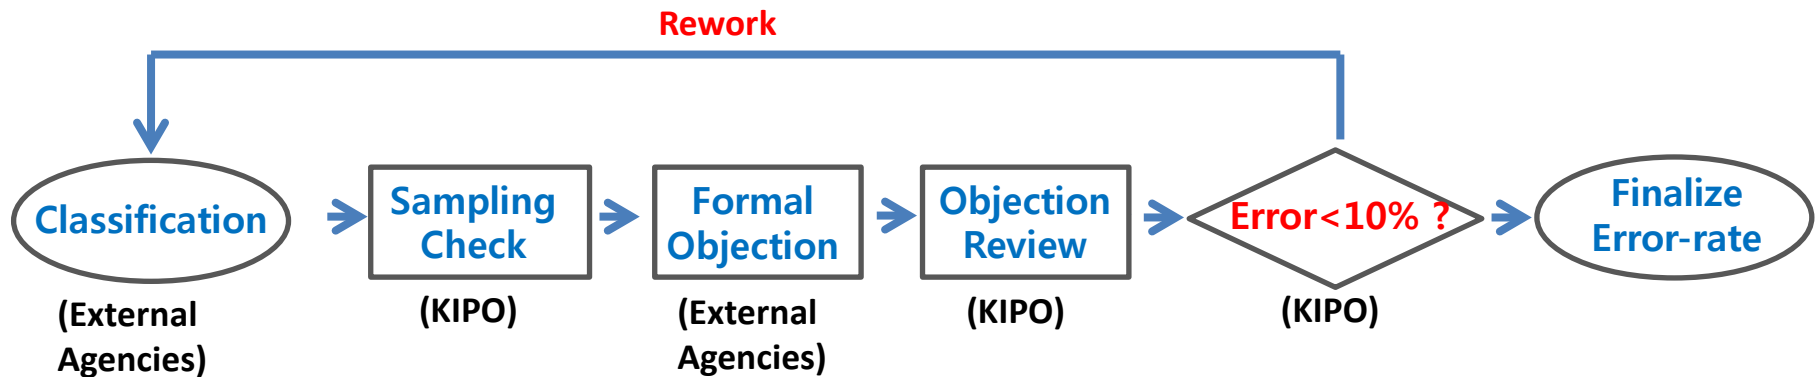 Rework
Classification
(External
Agencies)
Sampling
Check
(KIPO)
Formal
Objection
(External
Agencies)
Objection
Review
(KIPO)
Error<10% ?
(KIPO)
Finalize
Error-rate